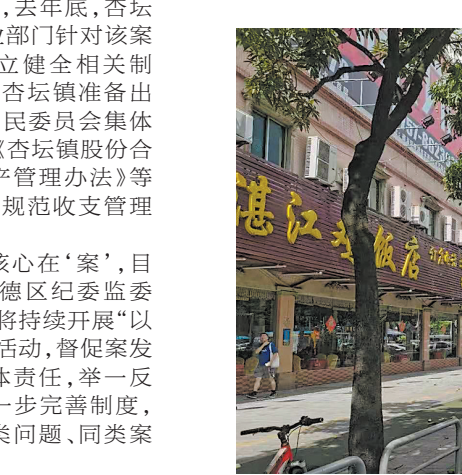 ,去年底,杏坛
部门针对该案
立健全相关制
杏坛镇准备出
民委员会集体
《杏坛镇股份合
产管理办法》等
规范收支管理
核心在‘案’,目
德区纪委监委
将持续开展“以
活动,督促案发
体责任,举一反
一步完善制度,
类问题、同类案
湛江
饭店